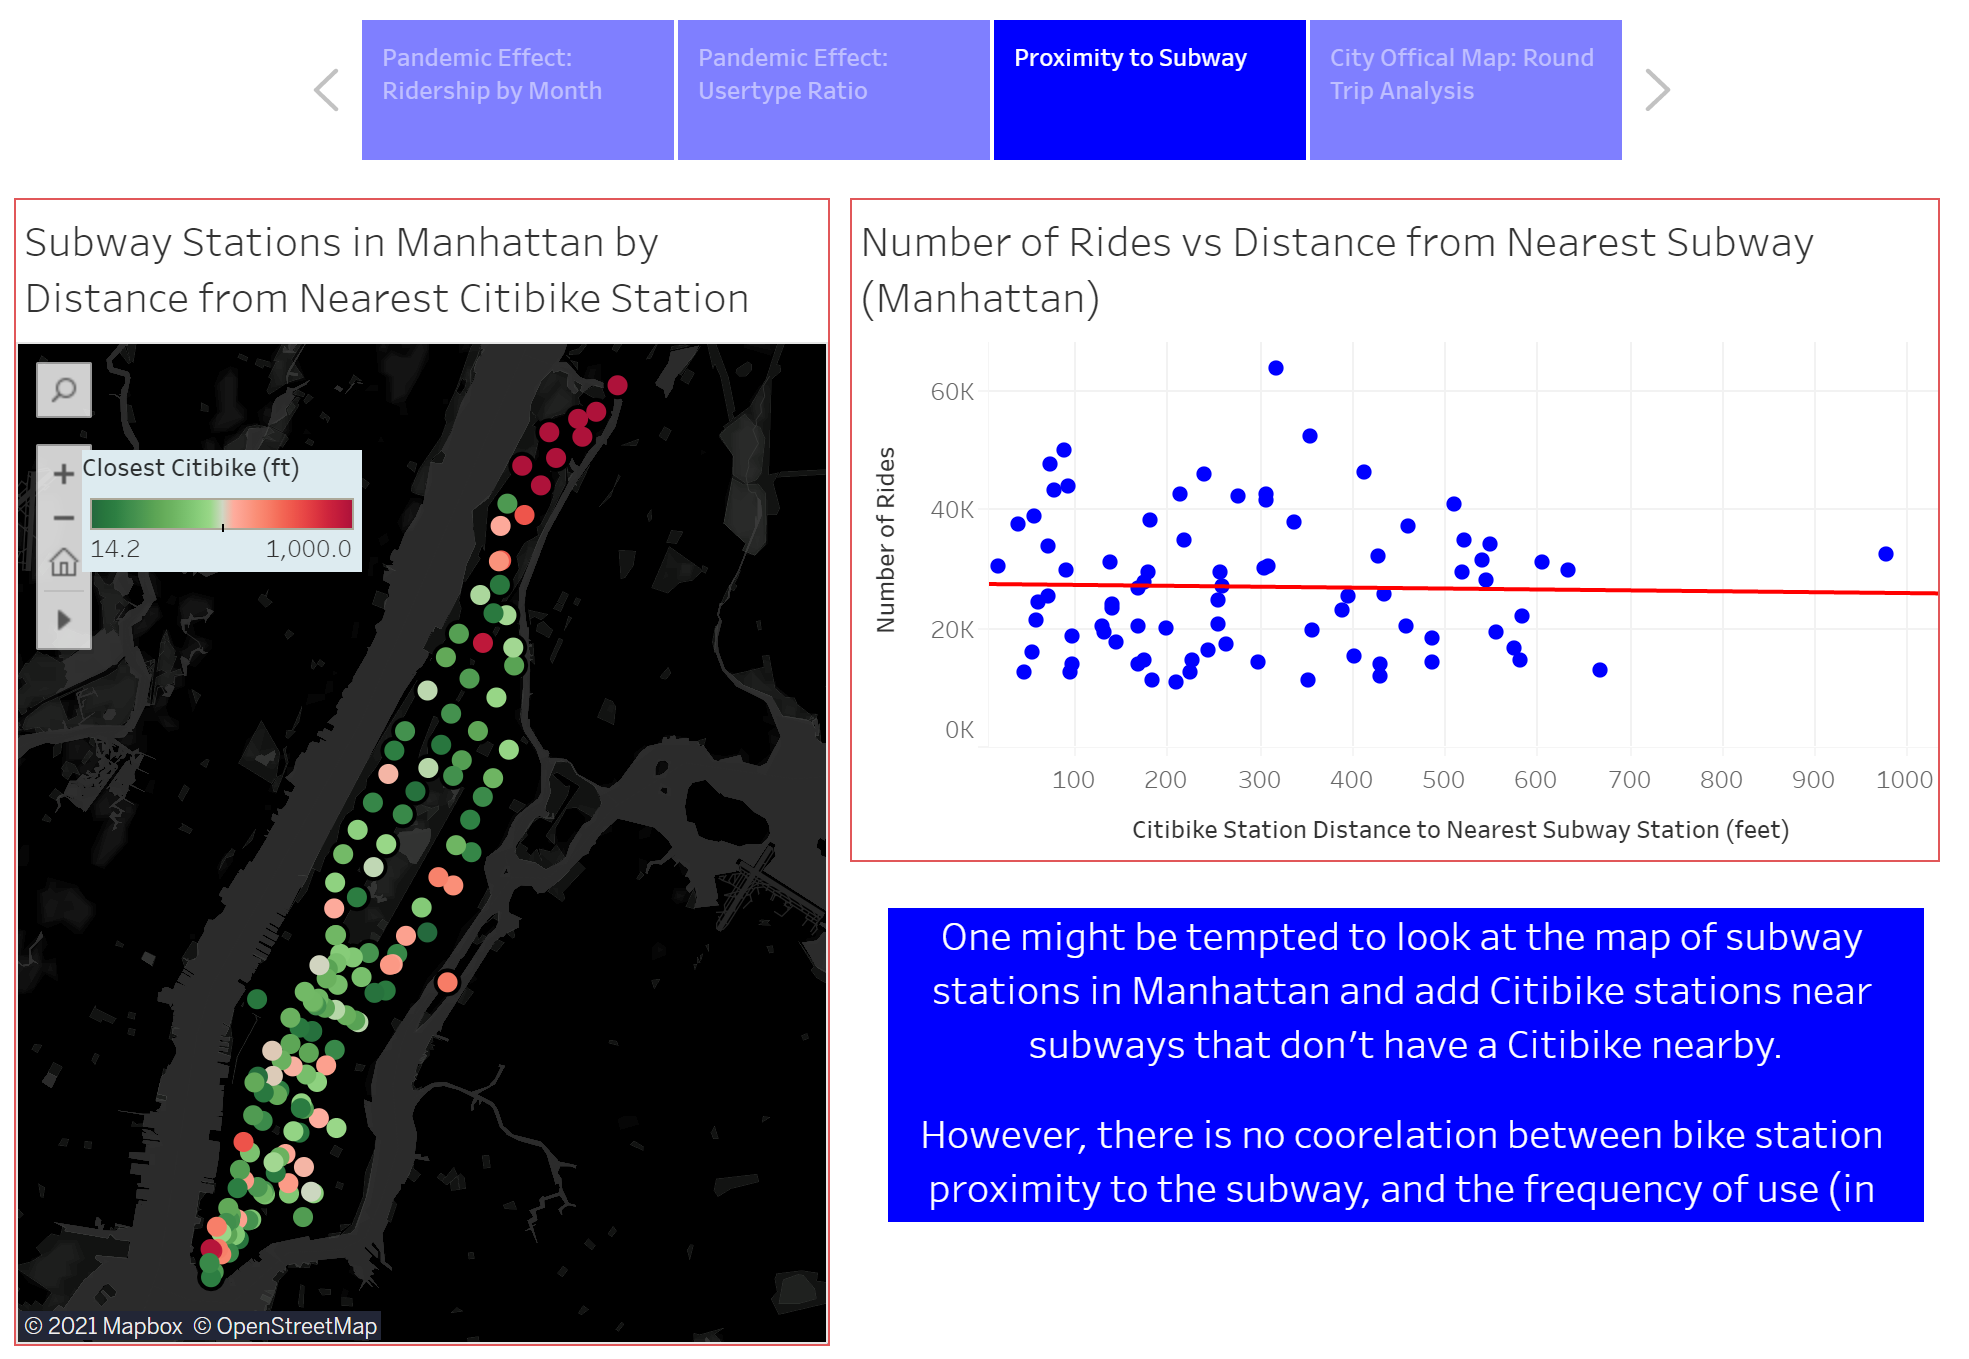 Pandemic Effect:
Ridership by Month
Pandemic Effect:
Usertype Ratio
Proximity to Subway
City Offical Map: Round
Trip Analysis
Subway Stations in Manhattan by
Distance from Nearest Citibike Station
Closest Citibike (ft)
14.2 1,000.0
© 2021 Mapbox © OpenStreetMap
Number of Rides vs Distance from Nearest Subway
(Manhattan)
Number of Rides
60K
40K
20K
0K
100 200 300 400 500 600 700 800 900 1000
Citibike Station Distance to Nearest Subway Station (feet)
One might be tempted to look at the map of subway
stations in Manhattan and add Citibike stations near
subways that don’t have a Citibike nearby.
However, there is no coorelation between bike station
proximity to the subway, and the frequency of use (in